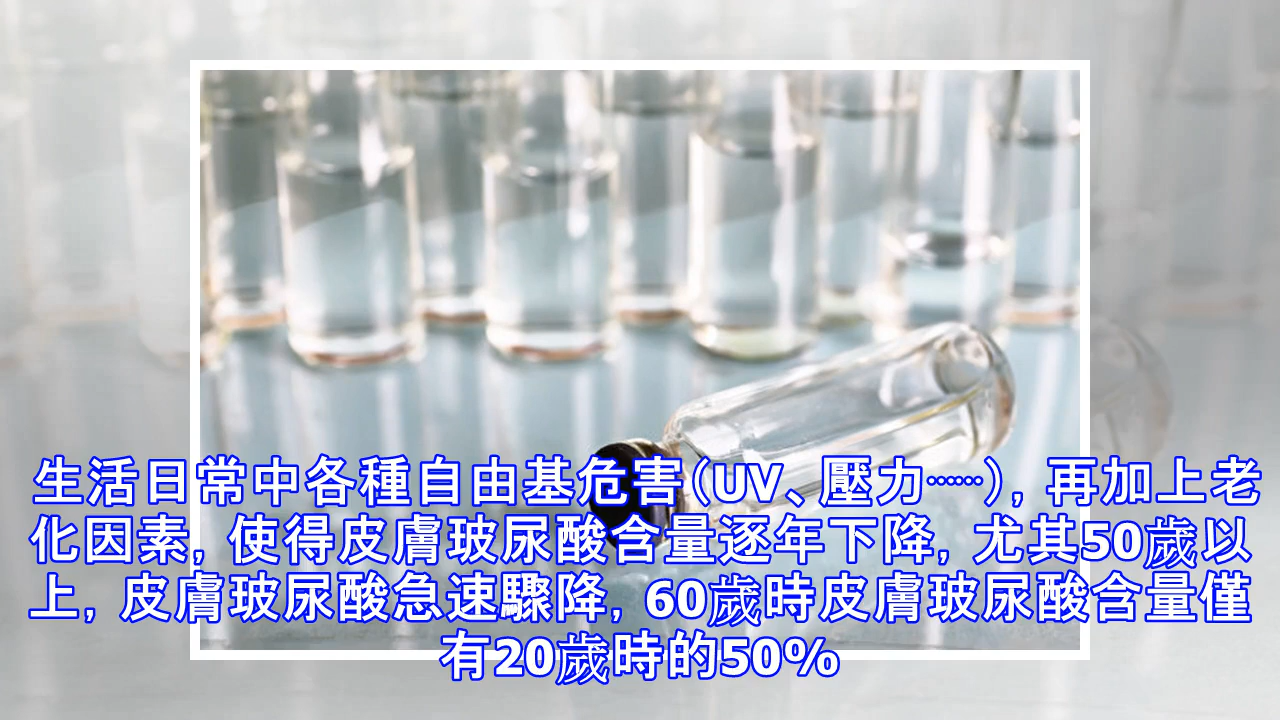 生活日常中各種自由基危害(UV、壓力……), 再加上老
化因素, 使得皮膚玻尿酸含量逐年下降, 尤其50歲以
上, 皮膚玻尿酸急速驟降, 60歲時皮膚玻尿酸含量僅
有20歲時的50%